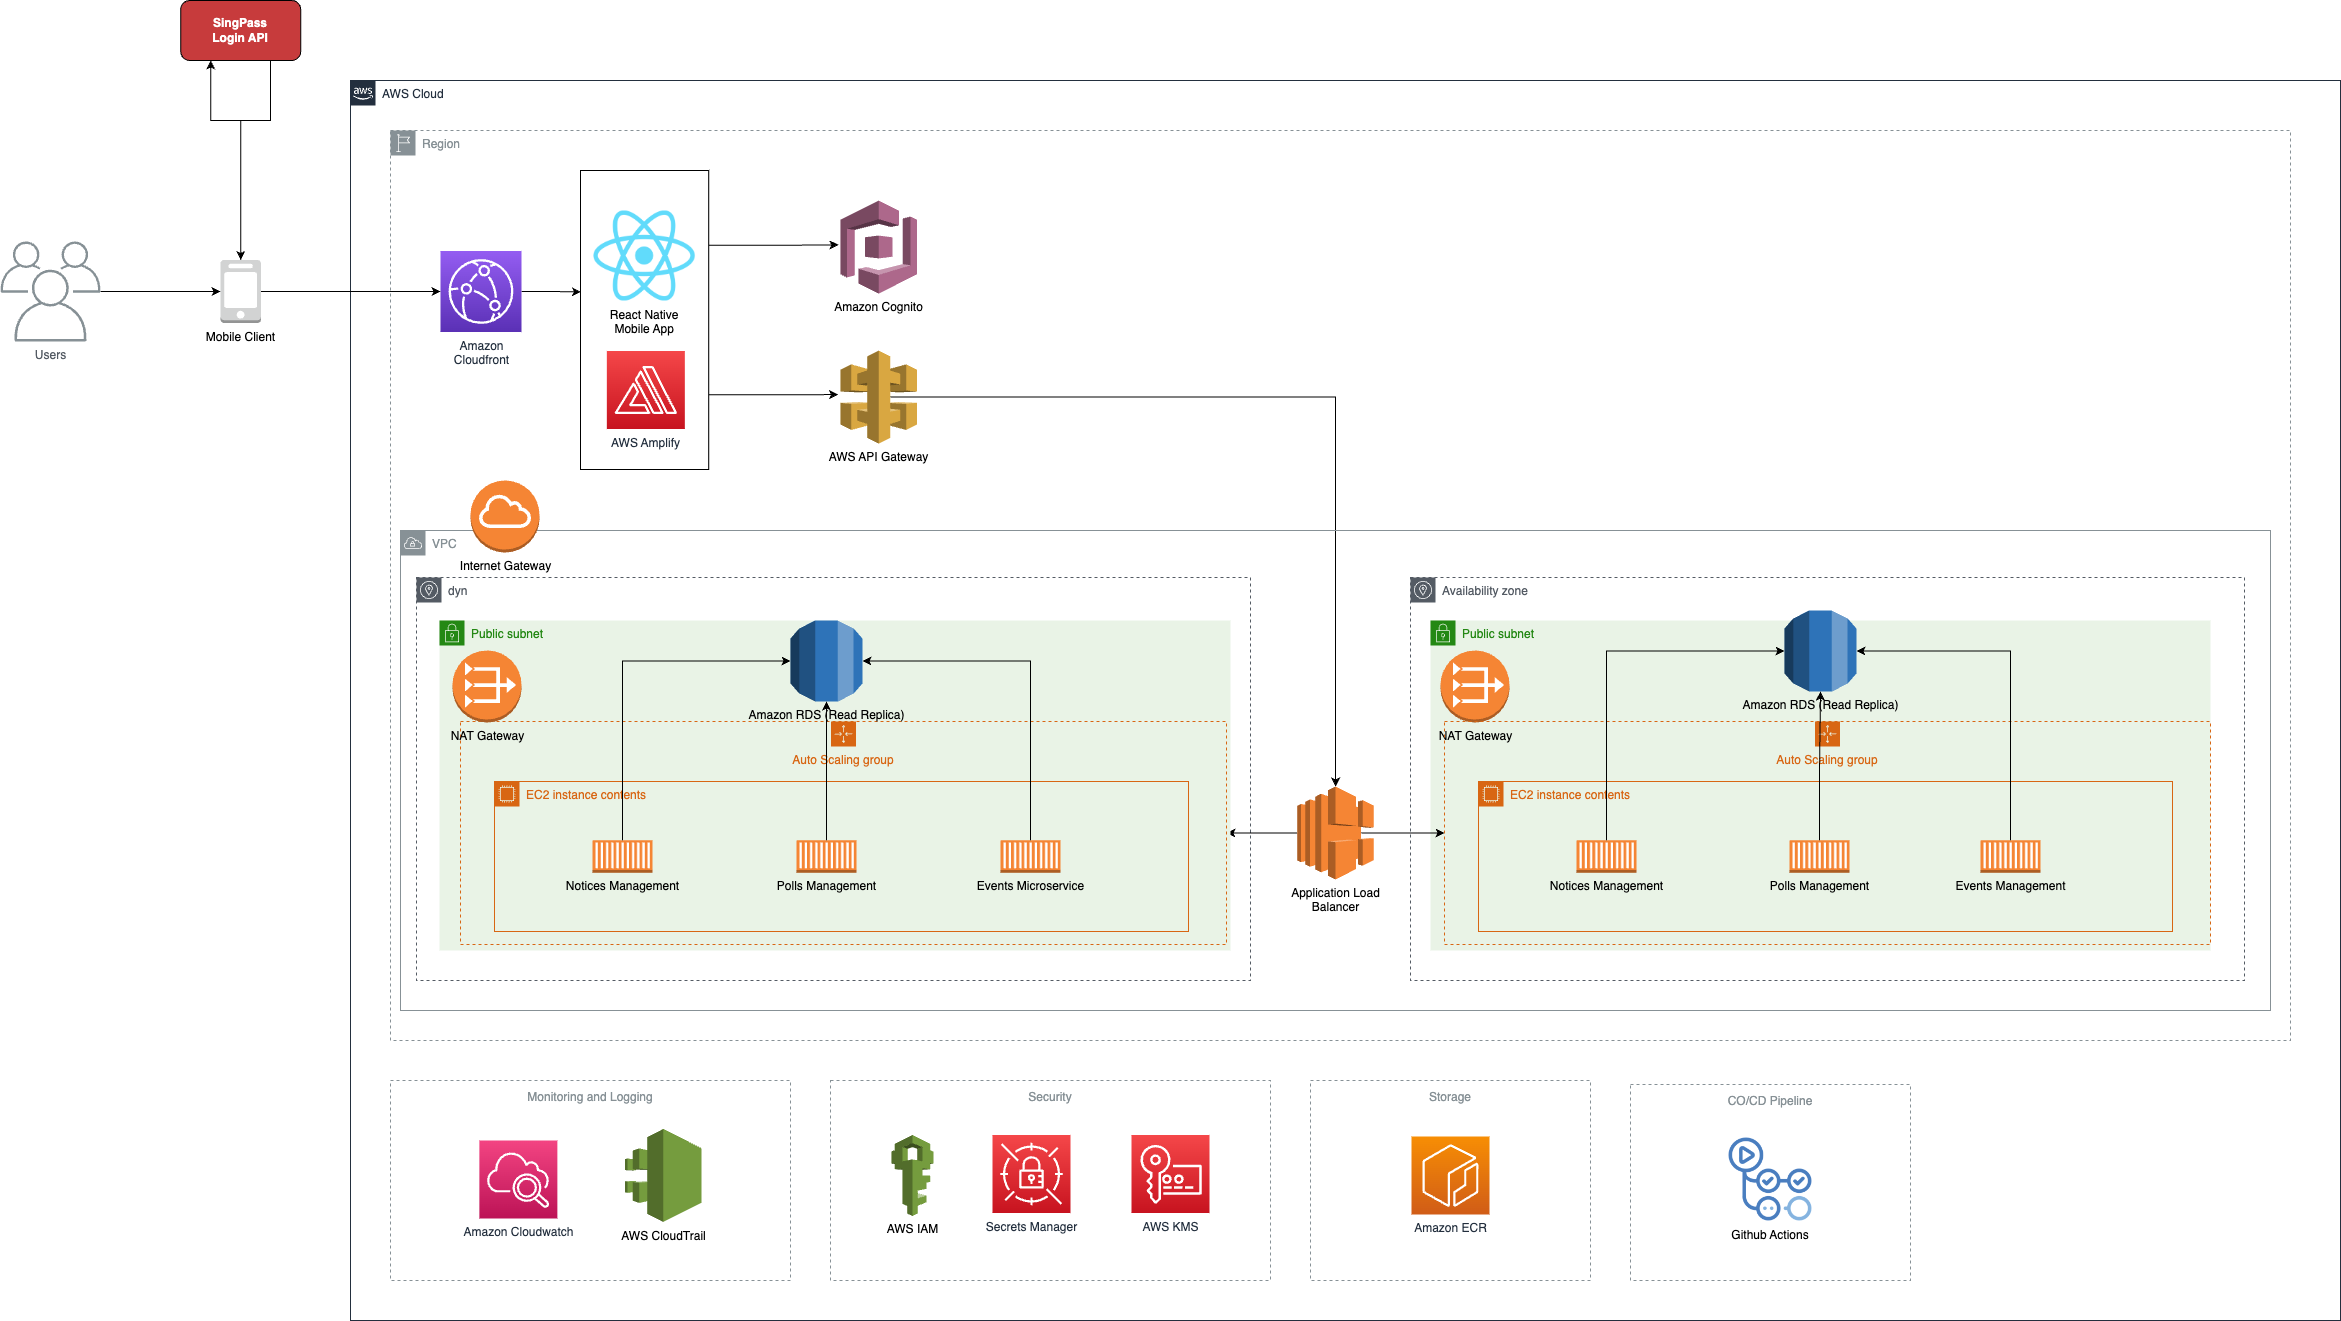 SingPass
Login API
aws
AWS Cloud
Region
Users
Mobile Client
Amazon
Cloudfront
React Native
Mobile App
AWS Amplify
Amazon Cognito
AWS API Gateway
Internet Gateway
VPC
dyn
Public subnet
NAT Gateway
Amazon RDS (Read Replica)
Auto Scaling group
EC2 instance contents
Notices Management
Polls Management
Events Microservice
Application Load
Balancer
Availability zone
Public subnet
NAT Gateway
Amazon RDS (Read Replica)
Auto Scaling group
EC2 instance contents
Notices Management
Polls Management
Events Management
Monitoring and Logging
Amazon Cloudwatch
AWS CloudTrail
Security
AWS IAM
Secrets Manager
AWS KMS
Storage
Amazon ECR
CO/CD Pipeline
Github Actions